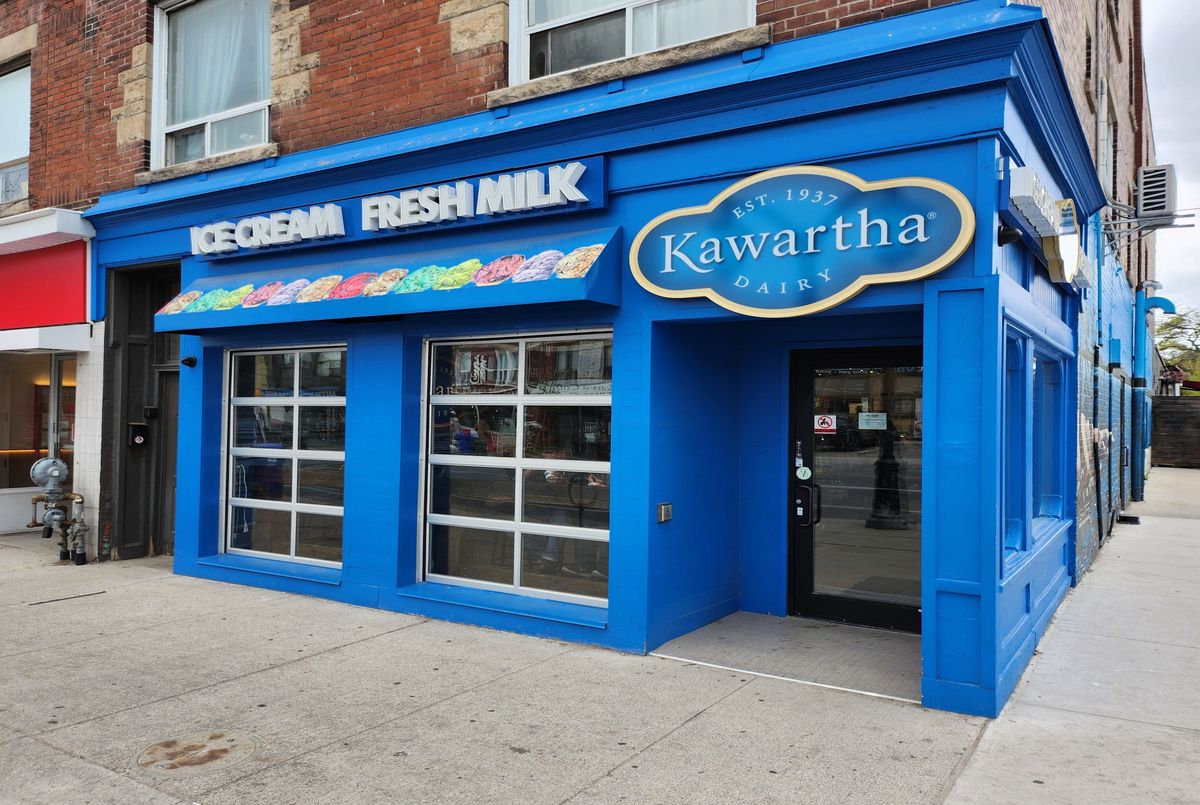 ICE CREAM
FRESH MILK
EST. 1937
Kawartha®
DAIRY